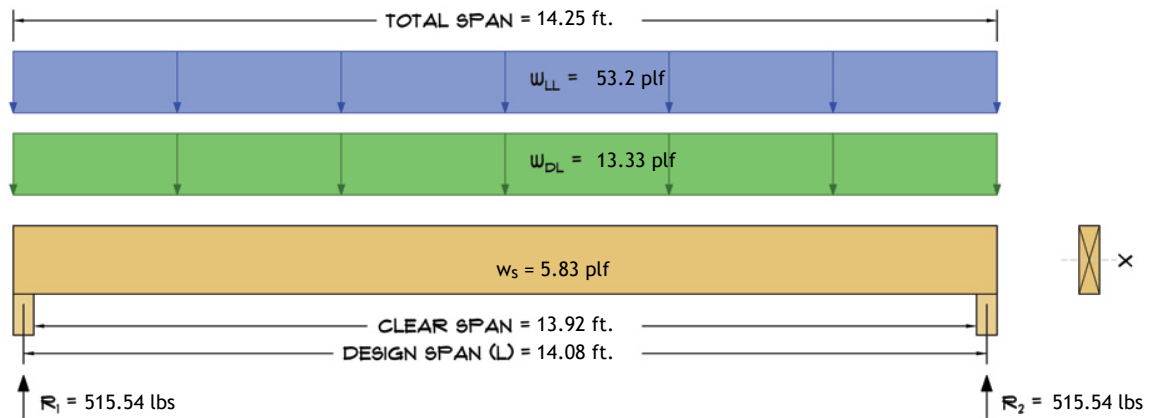 TOTAL SPAN = 14.25 ft.
WLL = 53.2 plf
WDL = 13.33 plf
ws = 5.83 plf
X
CLEAR SPAN = 13.92 ft.
DESIGN SPAN (L) = 14.08 ft.
R1 = 515.54 lbs
R2 = 515.54 lbs